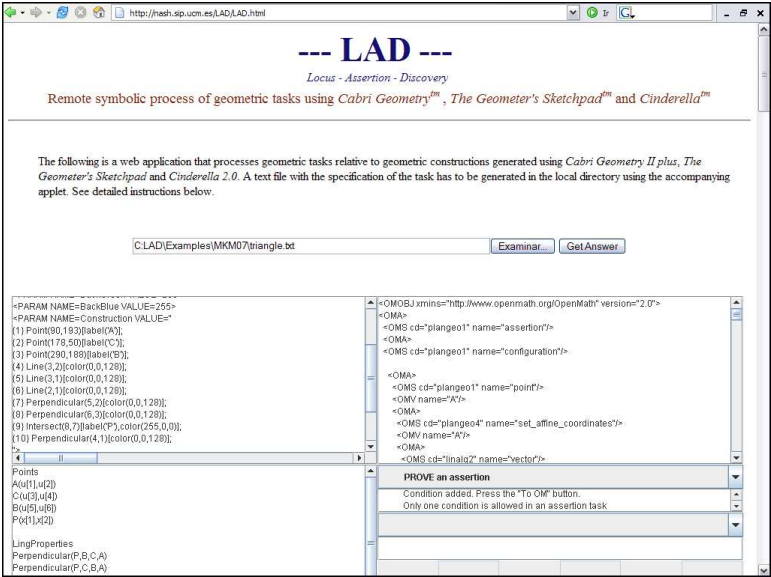 http://nash.sip.ucm.es/LAD/LAD.html
Ir
--- LAD ---
Locus - Assertion - Discovery
Remote symbolic process of geometric tasks using Cabri Geometry^tm , The Geometer's Sketchpad^tm and Cinderella^tm
The following is a web application that processes geometric tasks relative to geometric constructions generated using Cabri Geometry II plus, The
Geometer's Sketchpad and Cinderella 2.0. A text file with the specification of the task has to be generated in the local directory using the accompanying
applet. See detailed instructions below.
C:LAD\Examples\MKM07\triangle.txt
Examinar...
Get Answer
<PARAM NAME=BackBlue VALUE=255>
<PARAM NAME=Construction VALUE="
{1} Point(90,193)[label('A')];
{2} Point(178,50)[label('C')];
{3} Point(290,188)[label('B')];
{4} Line(3,2)[color(0,0,128)];
{5} Line(3,1)[color(0,0,128)];
{6} Line(2,1)[color(0,0,128)];
{7} Perpendicular(5,2)[color(0,0,128)];
{8} Perpendicular(6,3)[color(0,0,128)];
{9} Intersect(8,7)[label('P'),color(255,0,0)];
{10} Perpendicular(4,1)[color(0,0,128)];
">
<OMOBJ xmlns="http://www.openmath.org/OpenMath" version="2.0">
<OMA>
<OMS cd="plangeo1" name="assertion"/>
<OMA>
<OMS cd="plangeo1" name="configuration"/>
<OMA>
<OMS cd="plangeo1" name="point"/>
<OMV name="A"/>
<OMA>
<OMS cd="plangeo4" name="set_affine_coordinates"/>
<OMV name="A"/>
<OMA>
<OMS cd="linalg2" name="vector"/>
Points
A(u[1],u[2])
C(u[3],u[4])
B(u[5],u[6])
P(x[1],x[2])
LingProperties
Perpendicular(P,B,C,A)
Perpendicular(P,C,B,A)
PROVE an assertion
Condition added. Press the "To OM" button.
Only one condition is allowed in an assertion task